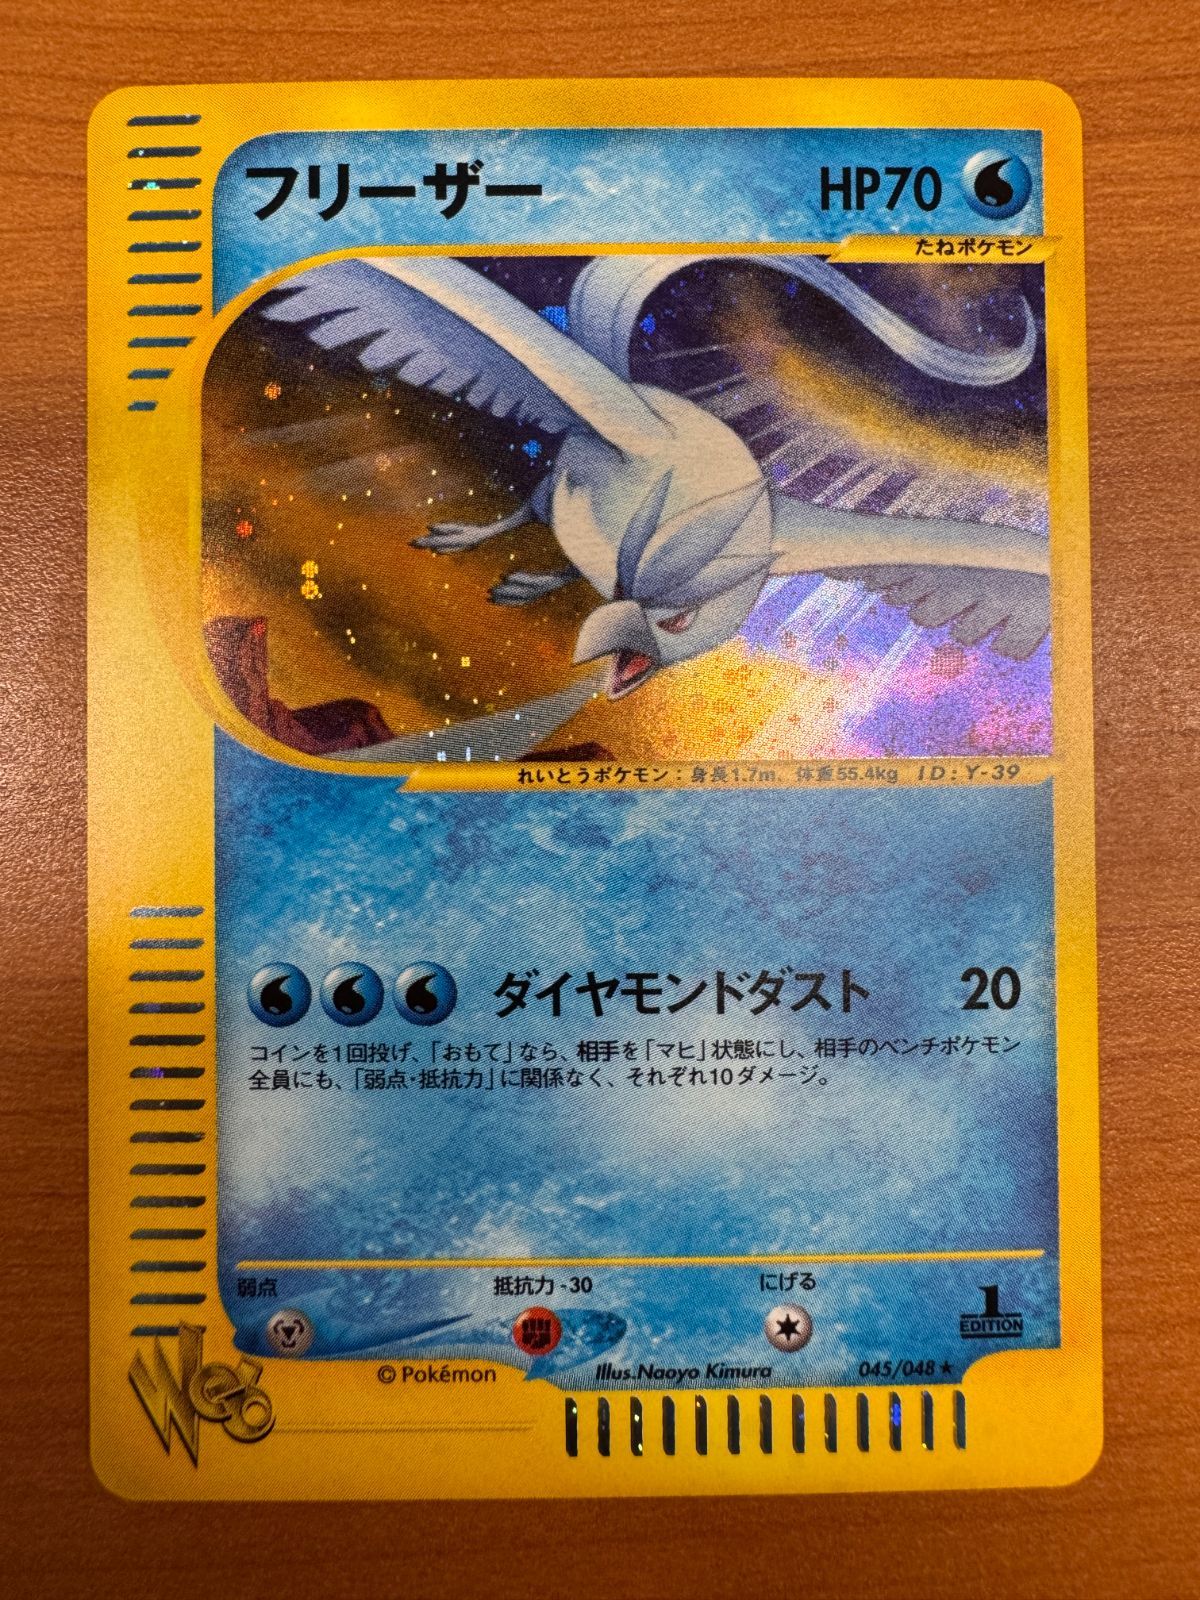 フリーザー HP70
たねポケモン
れいとうポケモン：身長1.7m、体重55.4kg ID：Y-39
ダイヤモンドダスト 20
コインを1回投げ、「おもて」なら、相手を「マヒ」状態にし、相手のベンチポケモン
全員にも、「弱点・抵抗力」に関係なく、それぞれ10ダメージ。
弱点 抵抗力 -30 にげる
1
EDITION
©Pokémon Illus.Naoyo Kimura 045/048 ★
Web